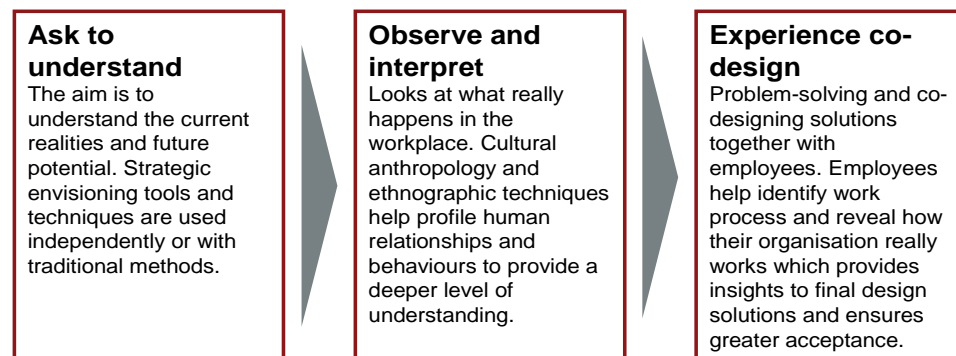 Ask to
understand
The aim is to
understand the current
realities and future
potential. Strategic
envisioning tools and
techniques are used
independently or with
traditional methods.
Observe and
interpret
Looks at what really
happens in the
workplace. Cultural
anthropology and
ethnographic techniques
help profile human
relationships and
behaviours to provide a
deeper level of
understanding.
Experience co-
design
Problem-solving and co-
designing solutions
together with
employees. Employees
help identify work
process and reveal how
their organisation really
works which provides
insights to final design
solutions and ensures
greater acceptance.